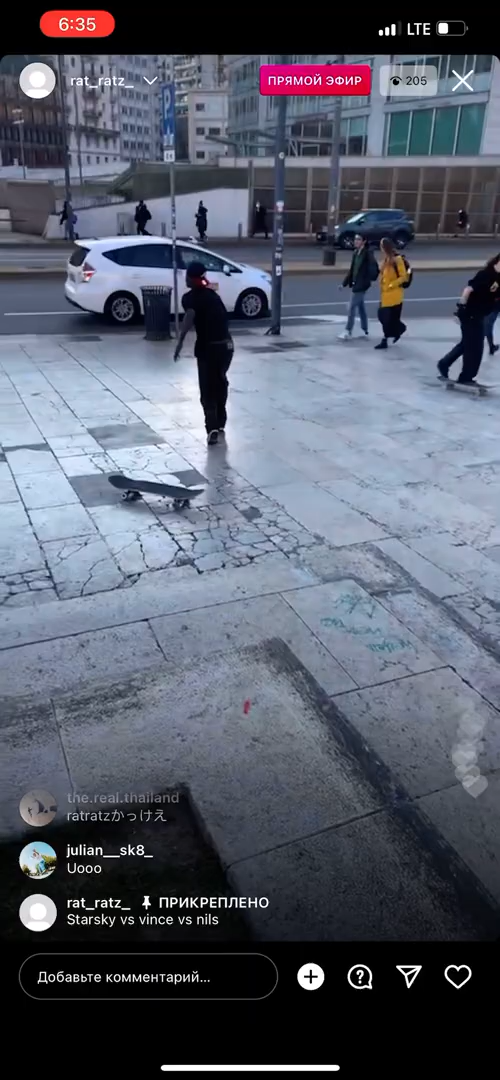 6:35
LTE
rat_ratz_
ПРЯМОЙ ЭФИР
205
P
the.real.thailand
ratratzかっけえ
julian__sk8_
Uooo
rat_ratz_ ПРИКРЕПЛЕНО
Starsky vs vince vs nils
Добавьте комментарий...